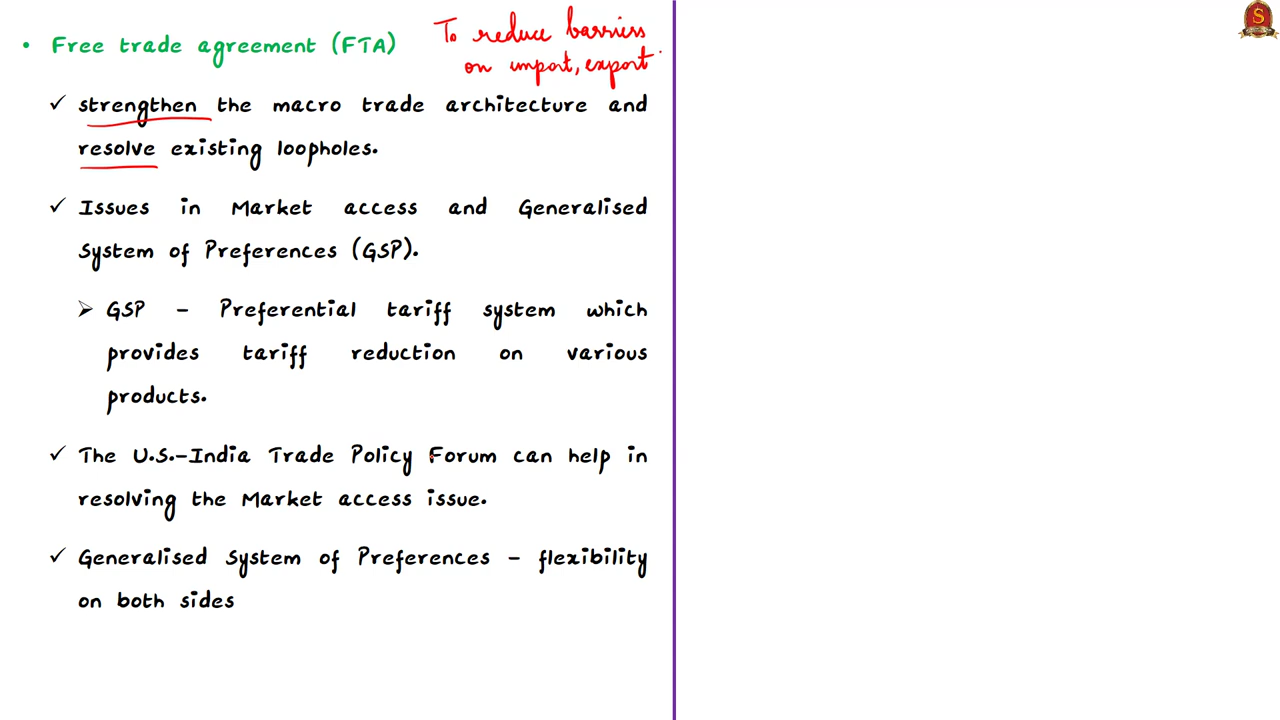 • Free trade agreement (FTA)
To reduce barriers
on import, export
✓ strengthen the macro trade architecture and
resolve existing loopholes.
✓ Issues in Market access and Generalised
System of Preferences (GSP).
➢ GSP – Preferential tariff system which
provides tariff reduction on various
products.
✓ The U.S.-India Trade Policy Forum can help in
resolving the Market access issue.
✓ Generalised System of Preferences – flexibility
on both sides
S